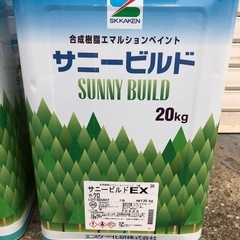 SK KAKEN
合成樹脂エマルションペイント
サニービルド
SUNNY BUILD
20kg
サニービルドEX
エスケー化研株式会社